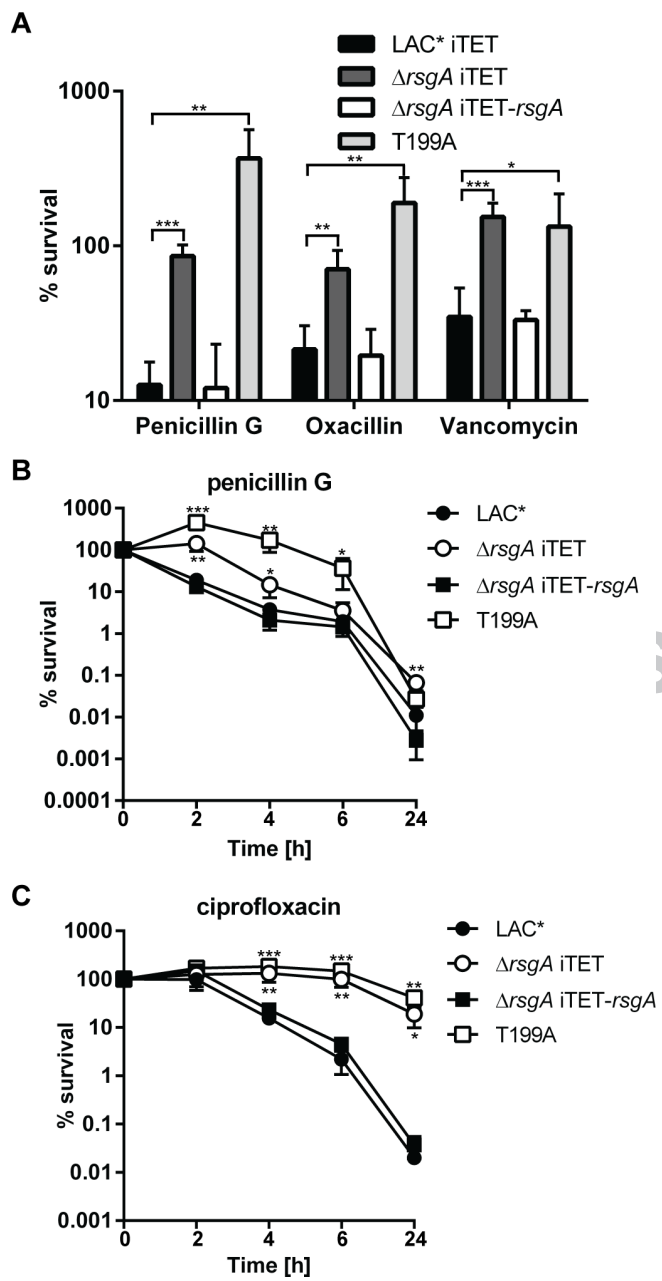 A
LAC* iTET
ΔrsgA iTET
ΔrsgA iTET-rsgA
T199A
% survival
1000
100
10
**
***
**
**
*
***
Penicillin G
Oxacillin
Vancomycin
B
penicillin G
LAC*
ΔrsgA iTET
ΔrsgA iTET-rsgA
T199A
% survival
1000
100
10
1
0.1
0.01
0.001
0.0001
***
**
**
*
*
**
0
2
4
6
24
Time [h]
C
ciprofloxacin
LAC*
ΔrsgA iTET
ΔrsgA iTET-rsgA
T199A
% survival
1000
100
10
1
0.1
0.01
0.001
***
***
**
**
**
*
0
2
4
6
24
Time [h]